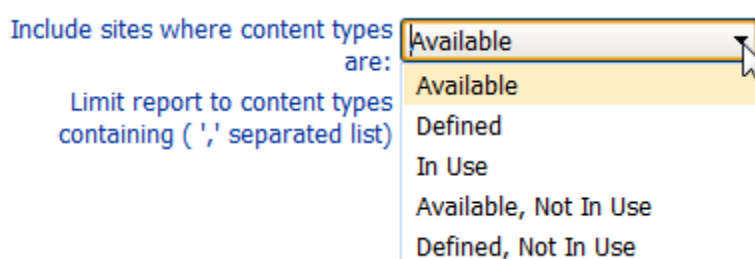 Include sites where content types
are:
Available
Available
Limit report to content types
containing ( ',' separated list)
Defined
In Use
Available, Not In Use
Defined, Not In Use